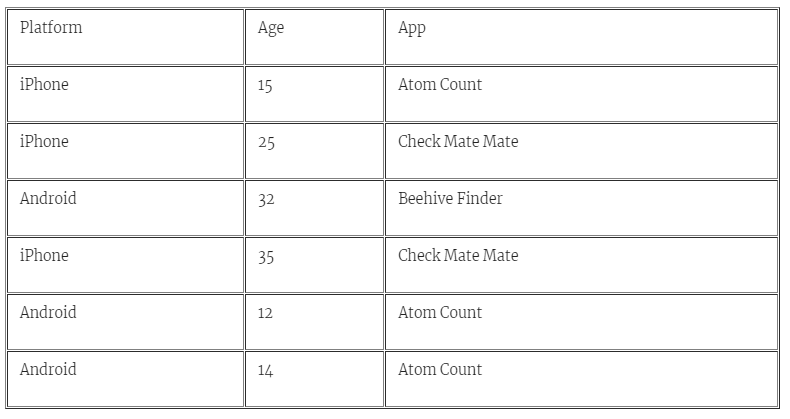 Platform Age App
iPhone 15 Atom Count
iPhone 25 Check Mate Mate
Android 32 Beehive Finder
iPhone 35 Check Mate Mate
Android 12 Atom Count
Android 14 Atom Count